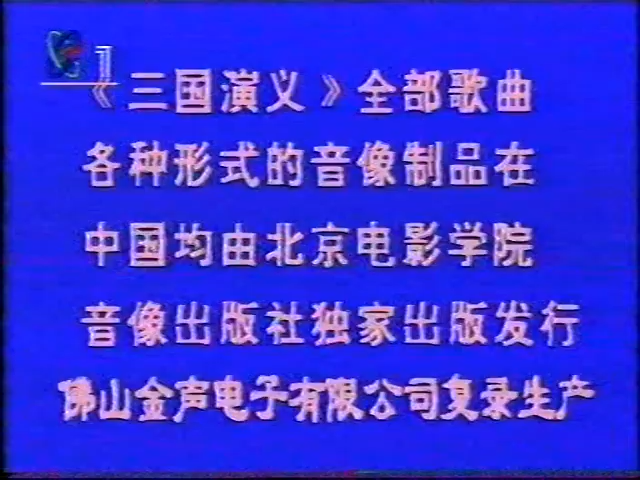 1
《三国演义》全部歌曲
各种形式的音像制品在
中国均由北京电影学院
音像出版社独家出版发行
佛山金声电子有限公司复录生产